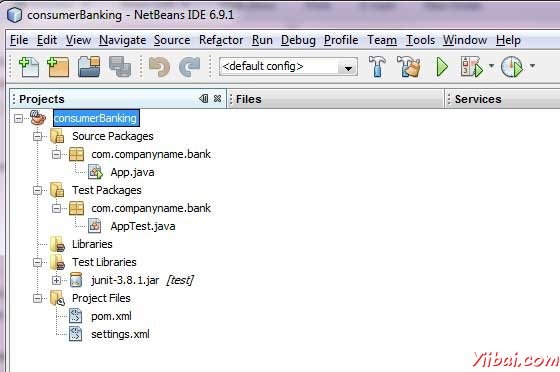 consumerBanking - NetBeans IDE 6.9.1
File Edit View Navigate Source Refactor Run Debug Profile Team Tools Window Help
<default config>
Projects Files Services
consumerBanking
Source Packages
com.companyname.bank
App.java
Test Packages
com.companyname.bank
AppTest.java
Libraries
Test Libraries
junit-3.8.1.jar [test]
Project Files
pom.xml
settings.xml
Yiibai.com